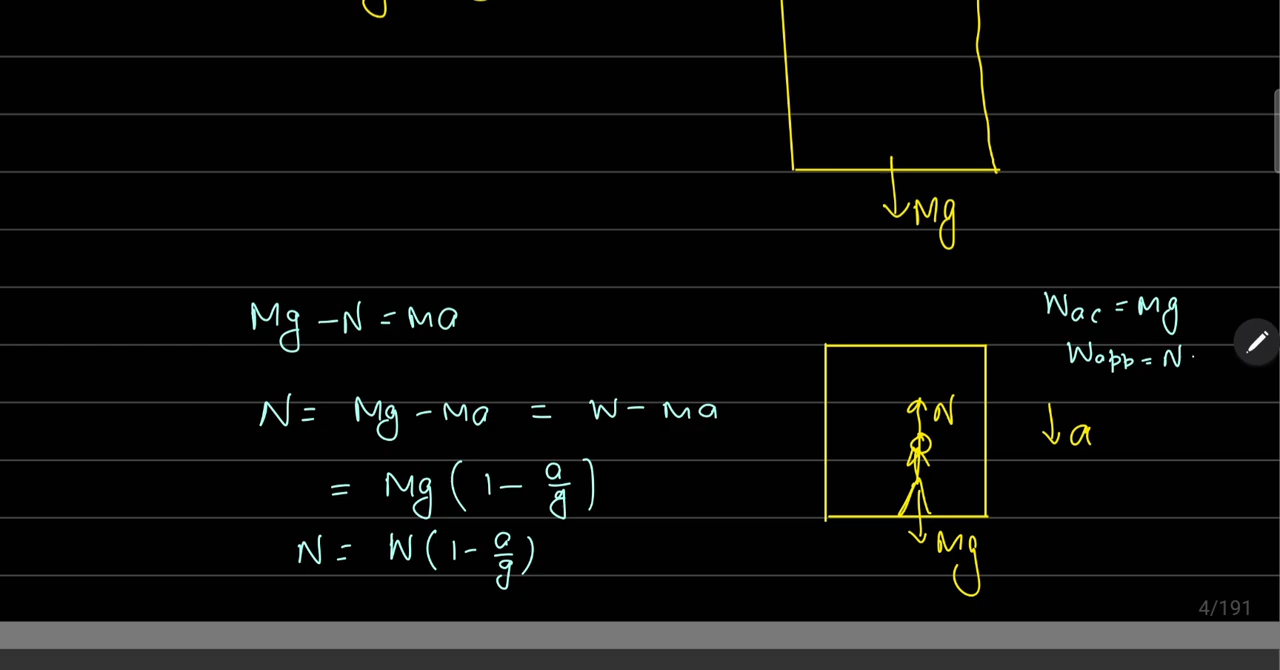 Mg
Mg - N = Ma
Wac = Mg
Wapp = N
N = Mg - Ma = W - Ma
N
a
= Mg (1 - a/g)
N = W (1 - a/g)
Mg
4/191